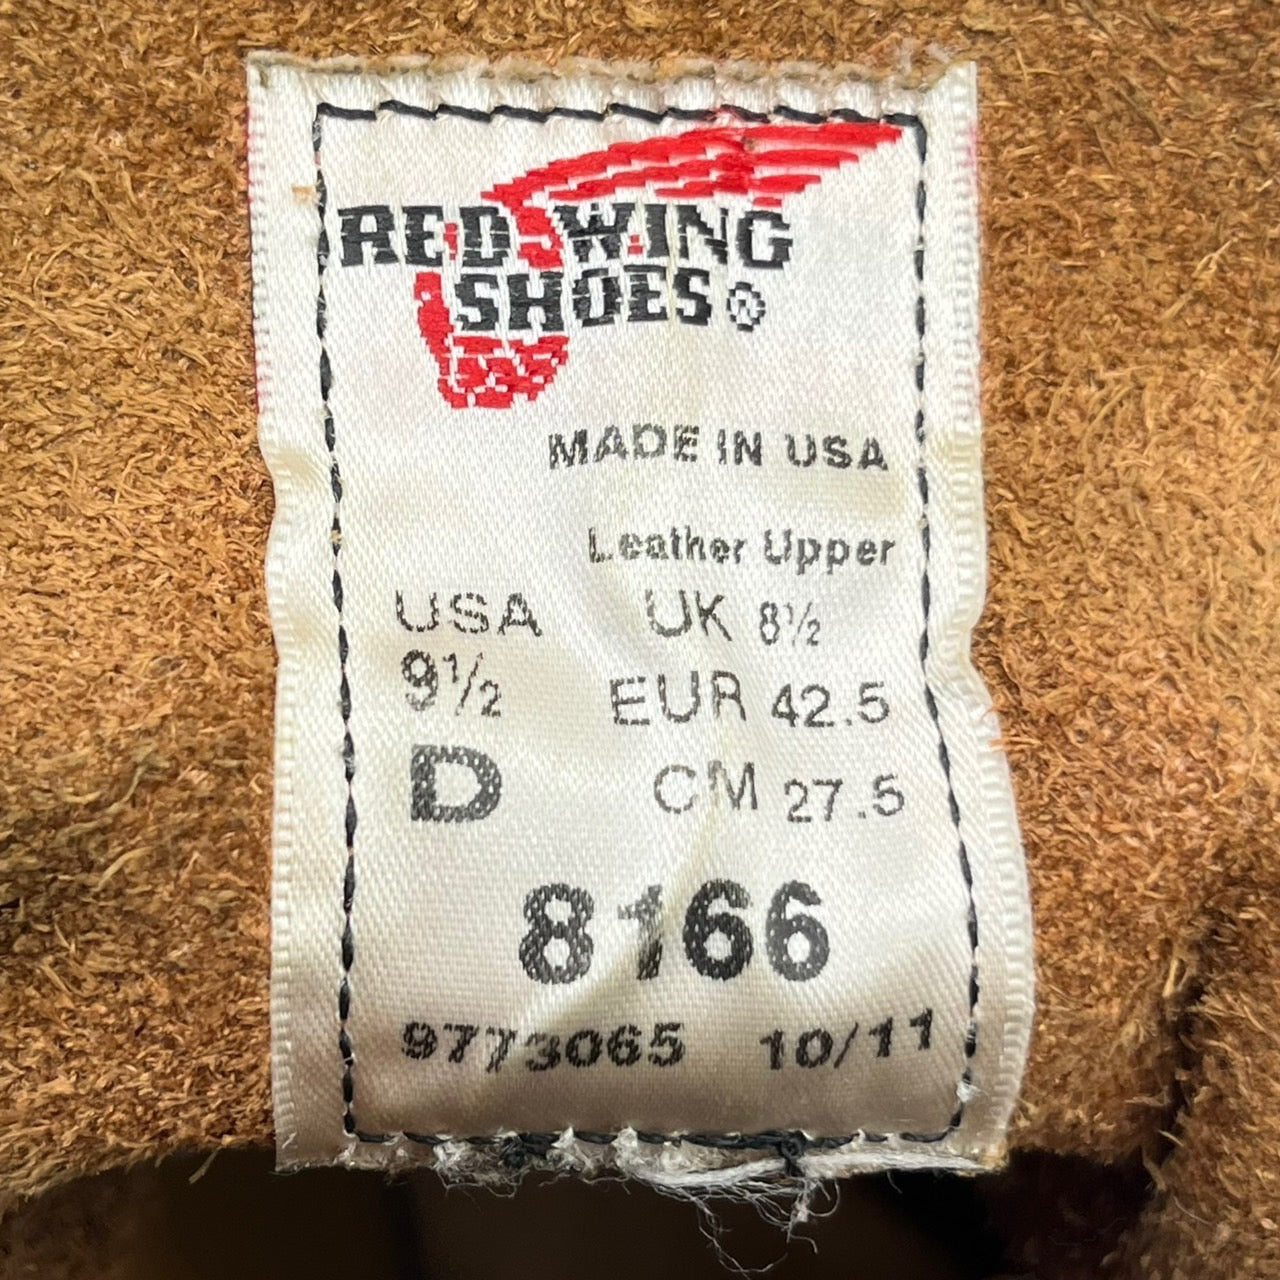 RED WING
SHOES®
MADE IN USA
Leather Upper
USA UK 8½
9½ EUR 42.5
D CM 27.5
8166
9773065 10/11